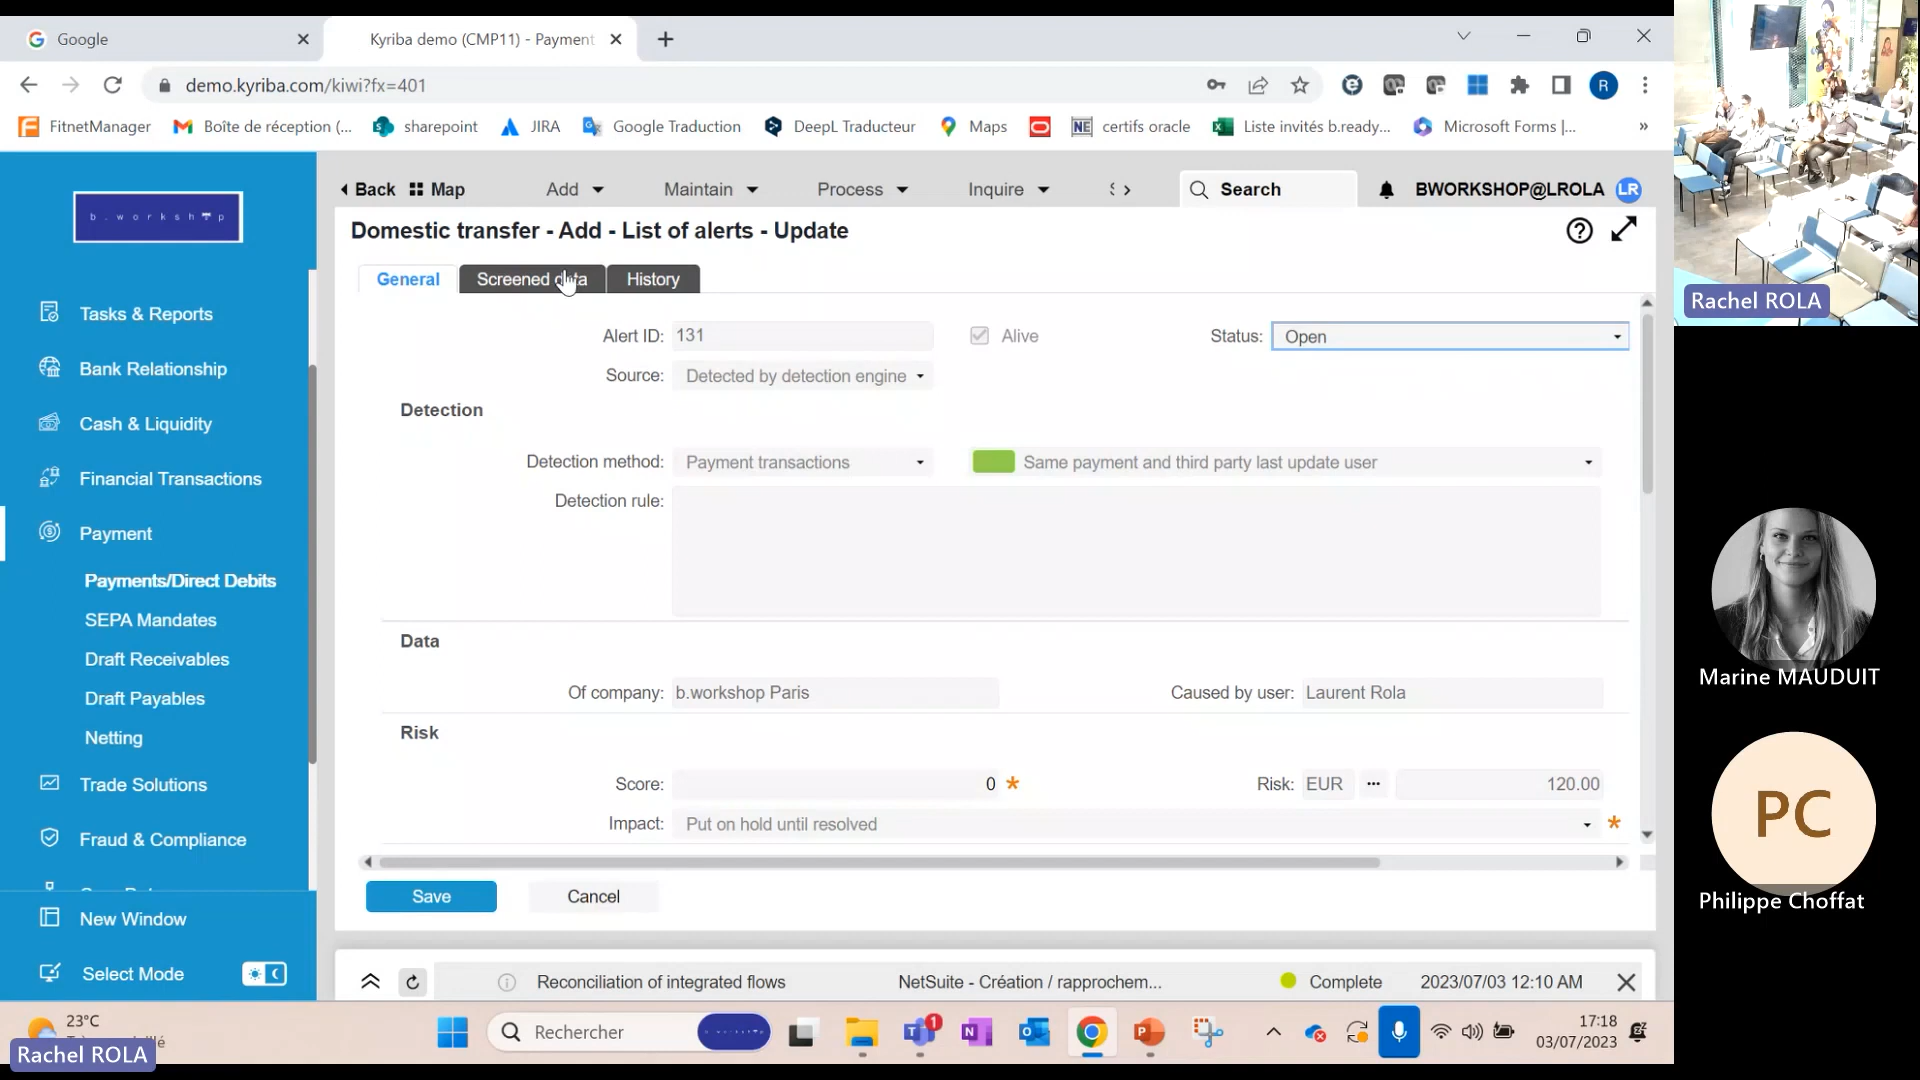 Google
Kyriba demo (CMP11) - Payment
demo.kyriba.com/kiwi?fx=401
R
FitnetManager
Boîte de réception (...
sharepoint
JIRA
Google Traduction
DeepL Traducteur
Maps
NE certifs oracle
Liste invités b.ready...
Microsoft Forms |...
»
b.workshop
Back
Map
Add
Maintain
Process
Inquire
Search
BWORKSHOP@LROLA
LR
Domestic transfer - Add - List of alerts - Update
General
Screened data
History
Alert ID: 131
Alive
Status: Open
Source: Detected by detection engine
Detection
Detection method: Payment transactions
Same payment and third party last update user
Detection rule:
Data
Of company: b.workshop Paris
Caused by user: Laurent Rola
Risk
Score: 0 *
Risk: EUR ... 120.00
Impact: Put on hold until resolved *
Save
Cancel
Tasks & Reports
Bank Relationship
Cash & Liquidity
Financial Transactions
Payment
Payments/Direct Debits
SEPA Mandates
Draft Receivables
Draft Payables
Netting
Trade Solutions
Fraud & Compliance
New Window
Select Mode
Reconciliation of integrated flows
NetSuite - Création / rapprochem...
Complete
2023/07/03 12:10 AM
23°C
Rechercher
1
17:18
03/07/2023
Rachel ROLA
Rachel ROLA
Marine MAUDUIT
PC
Philippe Choffat